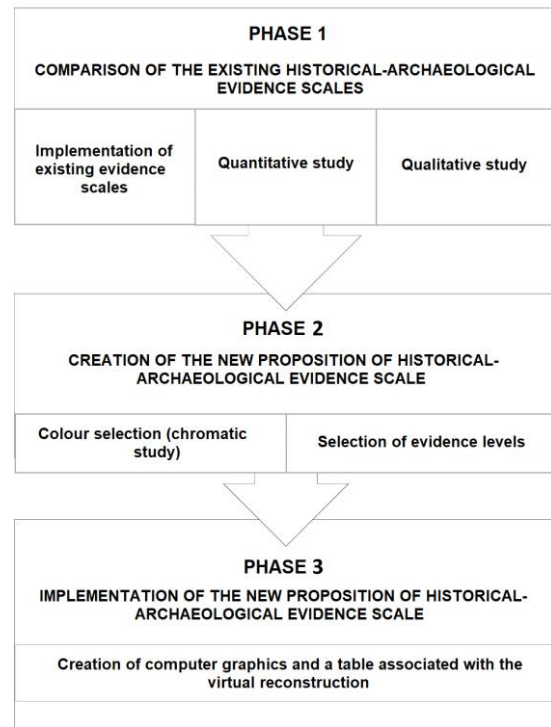 PHASE 1
COMPARISON OF THE EXISTING HISTORICAL-ARCHAEOLOGICAL
EVIDENCE SCALES
Implementation of
existing evidence
scales
Quantitative study
Qualitative study
PHASE 2
CREATION OF THE NEW PROPOSITION OF HISTORICAL-
ARCHAEOLOGICAL EVIDENCE SCALE
Colour selection (chromatic
study)
Selection of evidence levels
PHASE 3
IMPLEMENTATION OF THE NEW PROPOSITION OF HISTORICAL-
ARCHAEOLOGICAL EVIDENCE SCALE
Creation of computer graphics and a table associated with the
virtual reconstruction